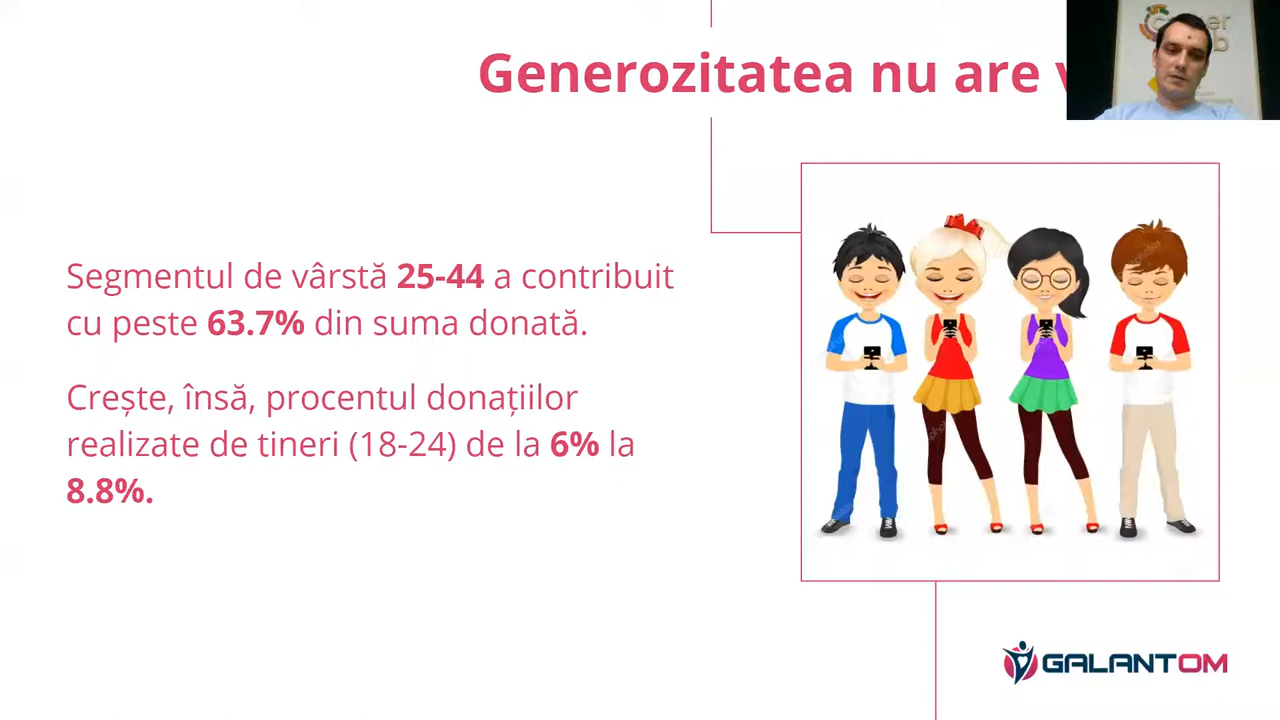 Generozitatea nu are
Segmentul de vârstă 25-44 a contribuit
cu peste 63.7% din suma donată.
Crește, însă, procentul donațiilor
realizate de tineri (18-24) de la 6% la
8.8%.
GALANTOM